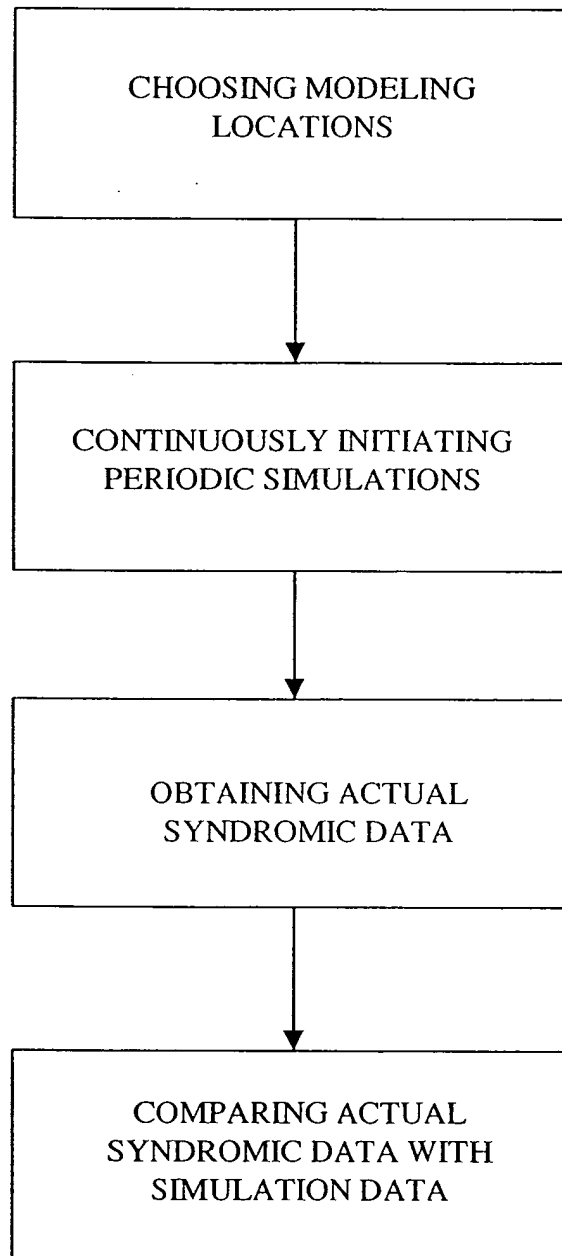 CHOOSING MODELING
LOCATIONS
CONTINUOUSLY INITIATING
PERIODIC SIMULATIONS
OBTAINING ACTUAL
SYNDROMIC DATA
COMPARING ACTUAL
SYNDROMIC DATA WITH
SIMULATION DATA